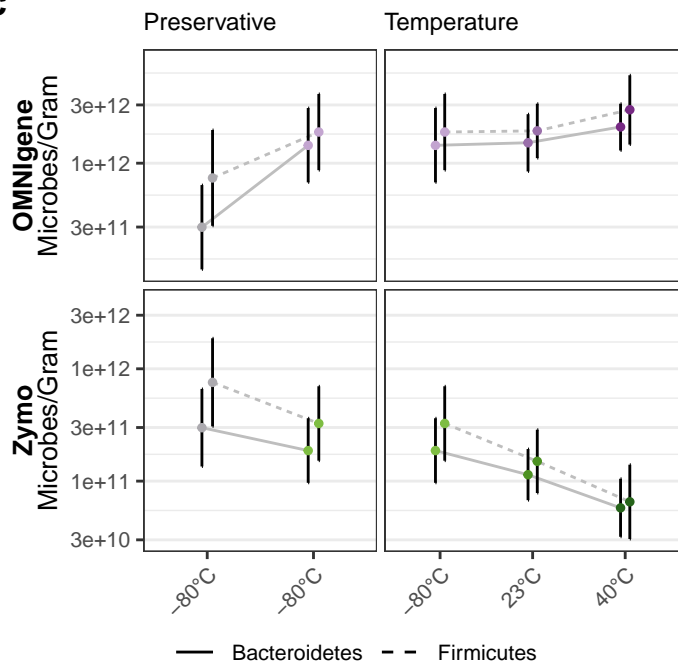 Preservative Temperature
OMNIgene
Microbes/Gram
3e+12
1e+12
3e+11
Zymo
Microbes/Gram
3e+12
1e+12
3e+11
1e+11
3e+10
−80°C −80°C −80°C 23°C 40°C
Bacteroidetes Firmicutes